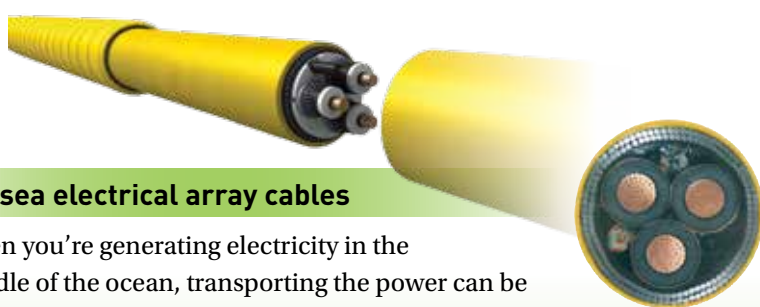 sea electrical array cables
en you're generating electricity in the
dle of the ocean, transporting the power can be